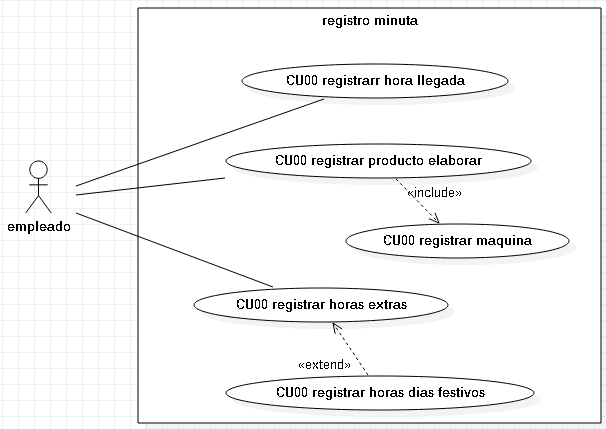 registro minuta
CU00 registrarr hora llegada
CU00 registrar producto elaborar
«include»
empleado
CU00 registrar maquina
CU00 registrar horas extras
«extend»
CU00 registrar horas dias festivos